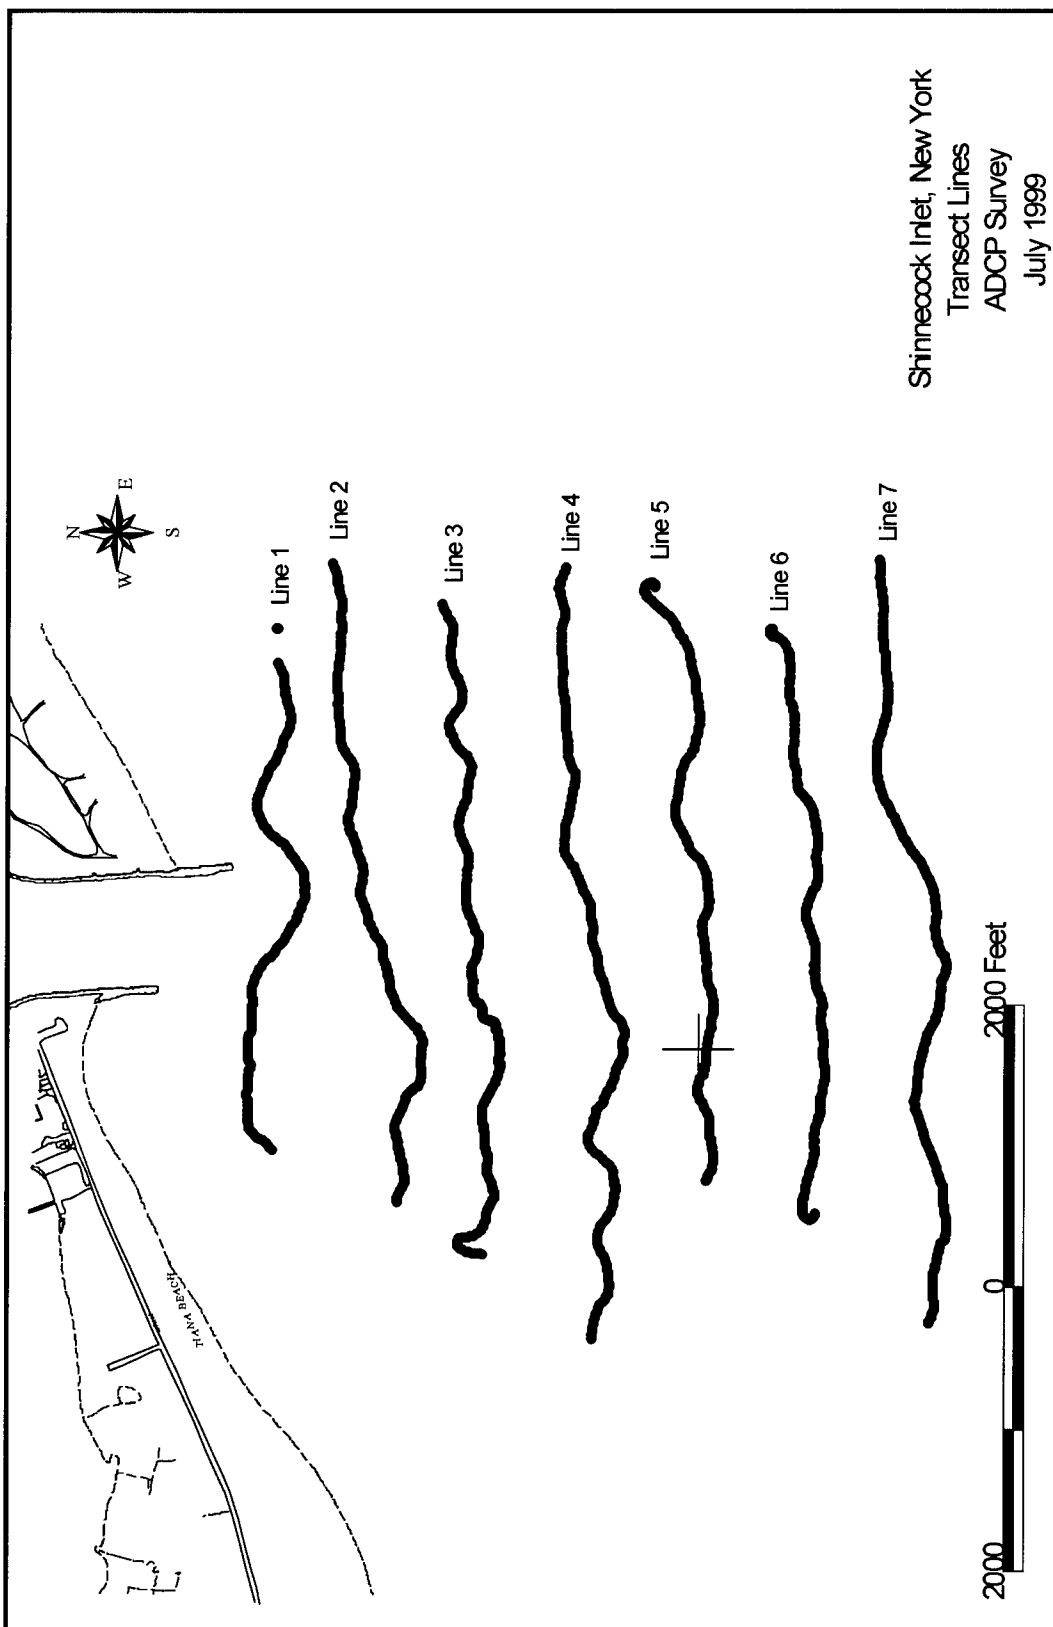 N
W
E
S
Line 1
Line 2
Line 3
Line 4
Line 5
Line 6
Line 7
TIANA BEACH
2000
0
2000 Feet
Shinnecock Inlet, New York
Transect Lines
ADCP Survey
July 1999